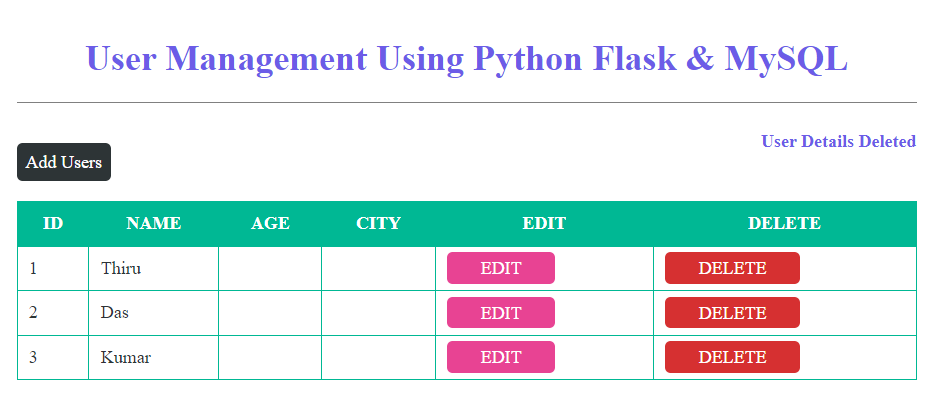 User Management Using Python Flask & MySQL
User Details Deleted
Add Users
ID NAME AGE CITY EDIT DELETE
1 Thiru EDIT DELETE
2 Das EDIT DELETE
3 Kumar EDIT DELETE